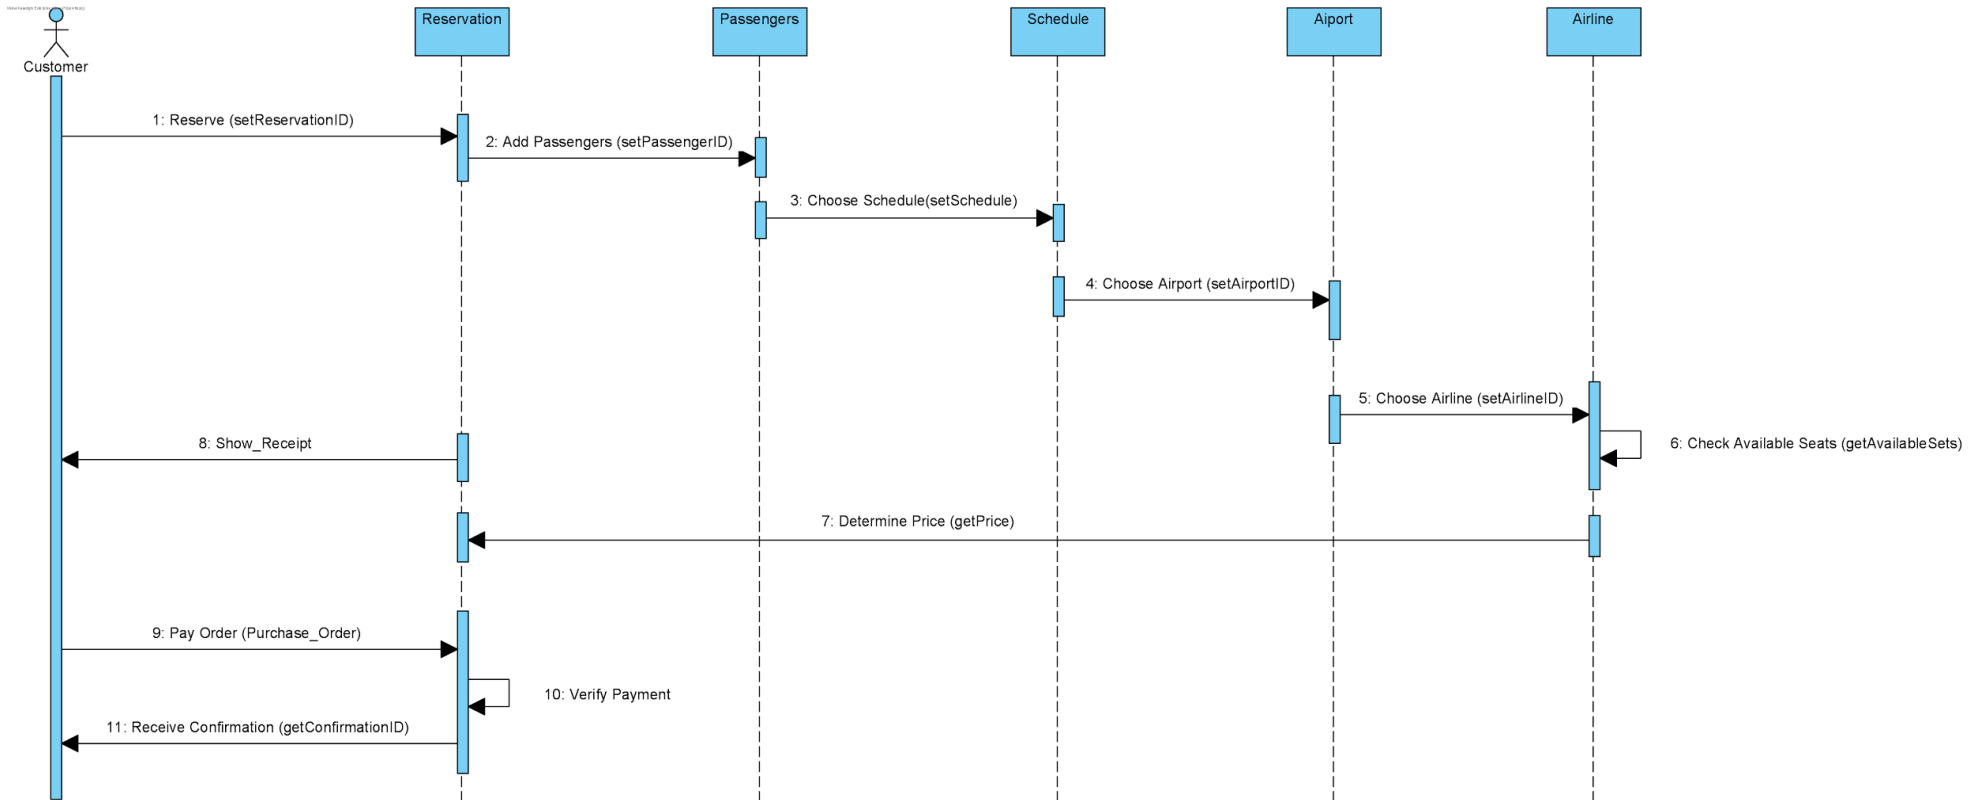 Reservation
Passengers
Schedule
Aiport
Airline
Customer
1: Reserve (setReservationID)
2: Add Passengers (setPassengerID)
3: Choose Schedule(setSchedule)
4: Choose Airport (setAirportID)
5: Choose Airline (setAirlineID)
8: Show_Receipt
6: Check Available Seats (getAvailableSets)
7: Determine Price (getPrice)
9: Pay Order (Purchase_Order)
10: Verify Payment
11: Receive Confirmation (getConfirmationID)